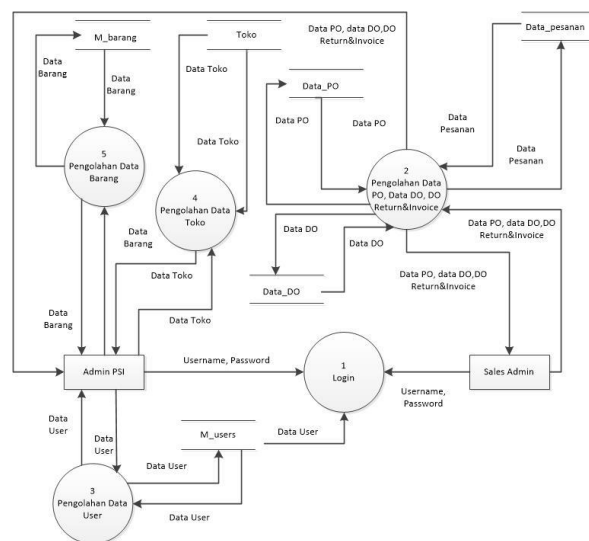 M_barang
Toko
Data PO, data DO,DO
Return&Invoice
Data_pesanan
Data
Barang
Data
Barang
Data Toko
Data Toko
Data_PO
Data PO
Data PO
Data
Pesanan
Data
Pesanan
5
Pengolahan Data
Barang
4
Pengolahan Data
Toko
2
Pengolahan Data
PO, Data DO, DO
Return&Invoice
Data
Barang
Data Toko
Data Toko
Data DO
Data DO
Data_DO
Data PO, data DO,DO
Return&Invoice
Data PO, data DO,DO
Return&Invoice
Data
Barang
Admin PSI
Username, Password
1
Login
Sales Admin
Username,
Password
Data
User
Data
User
M_users
Data User
Data User
Data User
3
Pengolahan Data
User